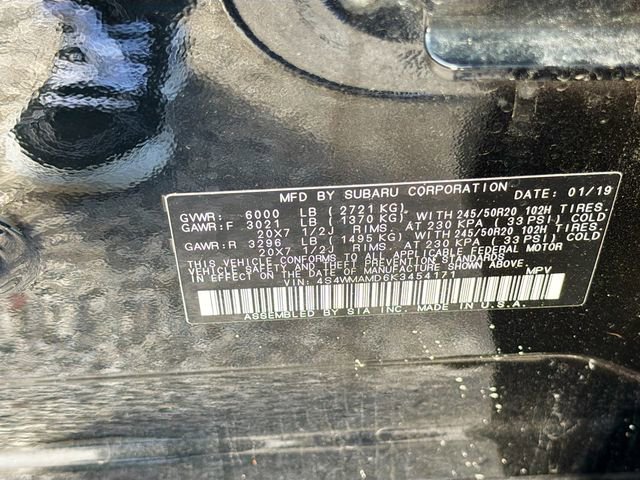 MFD BY SUBARU CORPORATION DATE: 01/19
GVWR: 6000 LB (2721 KG)
GAWR:F 3021 LB (1370 KG) WITH 245/50R20 102H TIRES.
20X7 1/2J RIMS. AT 230 KPA ( 33 PSI) COLD
GAWR:R 3296 LB (1495 KG) WITH 245/50R20 102H TIRES.
20X7 1/2J RIMS. AT 230 KPA ( 33 PSI) COLD
THIS VEHICLE CONFORMS TO ALL APPLICABLE FEDERAL MOTOR
VEHICLE SAFETY AND THEFT PREVENTION STANDARDS
IN EFFECT ON THE DATE OF MANUFACTURE SHOWN ABOVE.
VIN: 4S4WMAMD6K3454171 MPV
ASSEMBLED BY SIA INC. MADE IN U.S.A.